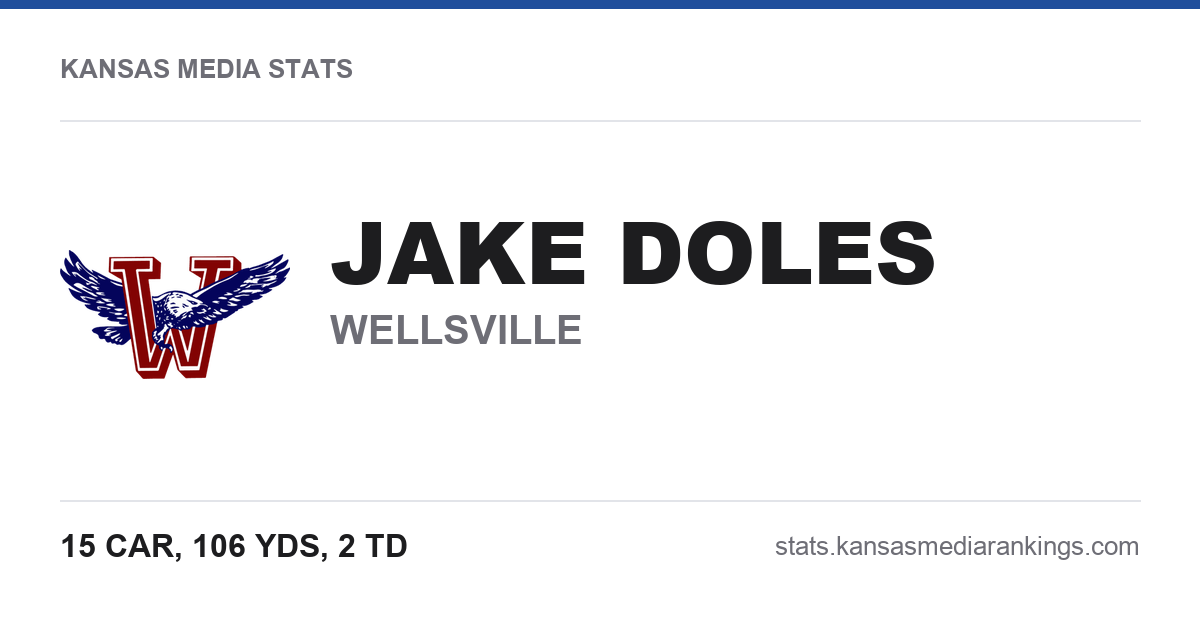 KANSAS MEDIA STATS
W
JAKE DOLES
WELLSVILLE
15 CAR, 106 YDS, 2 TD
stats.kansasmediarankings.com